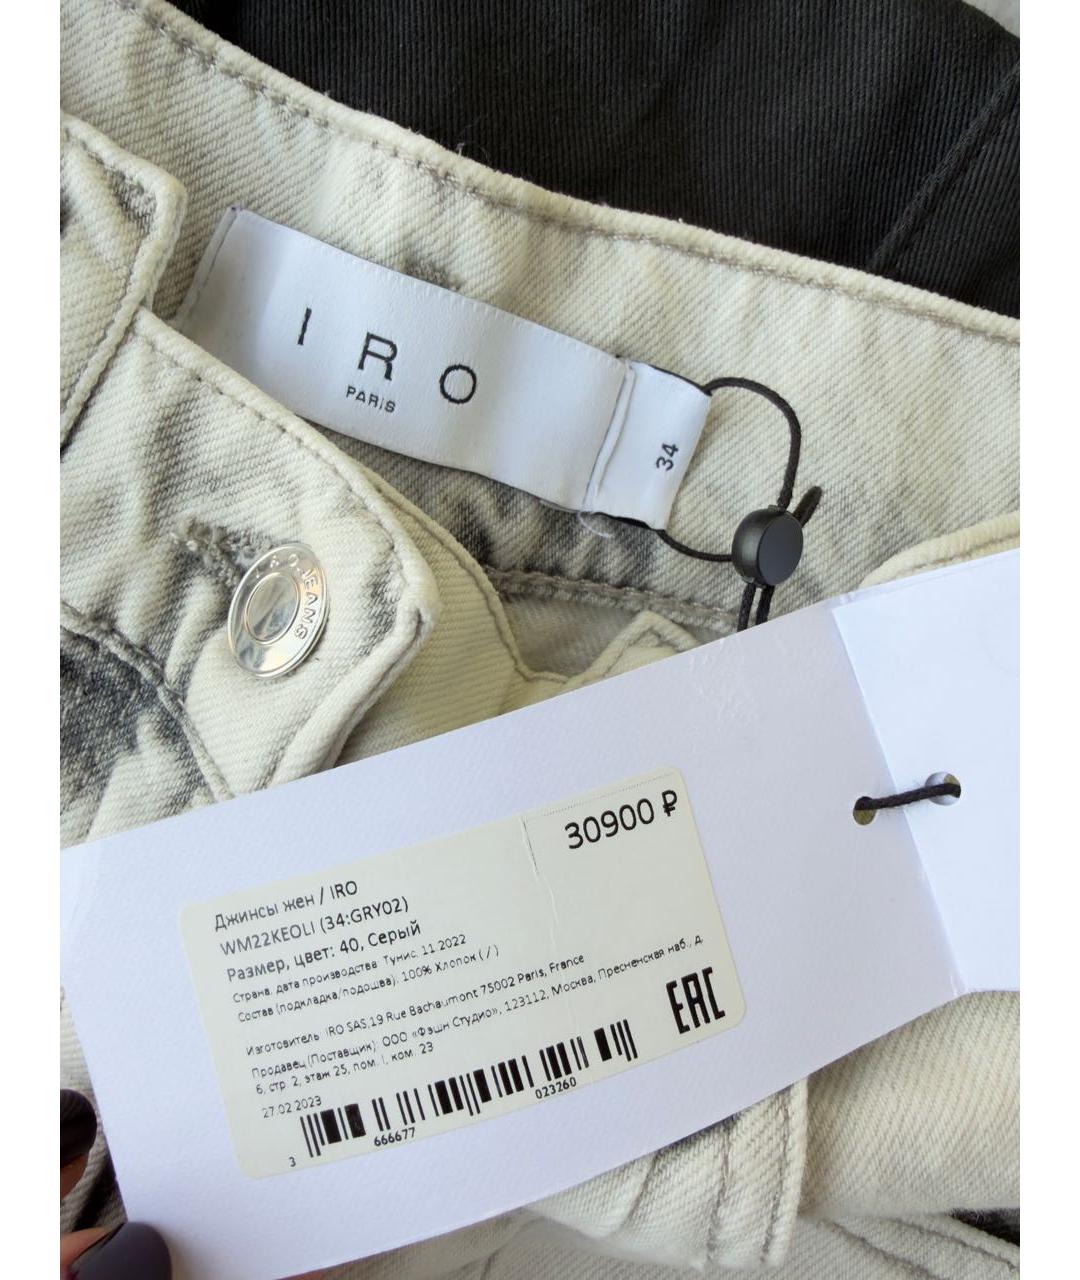 IRO
PARIS
34
IRO JEANS
30900 ₽
Джинсы жен / IRO
WM22KEOLI (34:GRY02)
Размер, цвет: 40, Серый
Страна, дата производства: Тунис, 11.2022
Состав (подкладка/подошва): 100% Хлопок ( / )
Изготовитель: IRO SAS,19 Rue Bachaumont 75002 Paris, France
Продавец (Поставщик): ООО «Фэшн Студио», 123112, Москва, Пресненская наб., д.
6, стр. 2, этаж 25, пом. I, ком. 23
27.02.2023
EAC
3 666677 023260